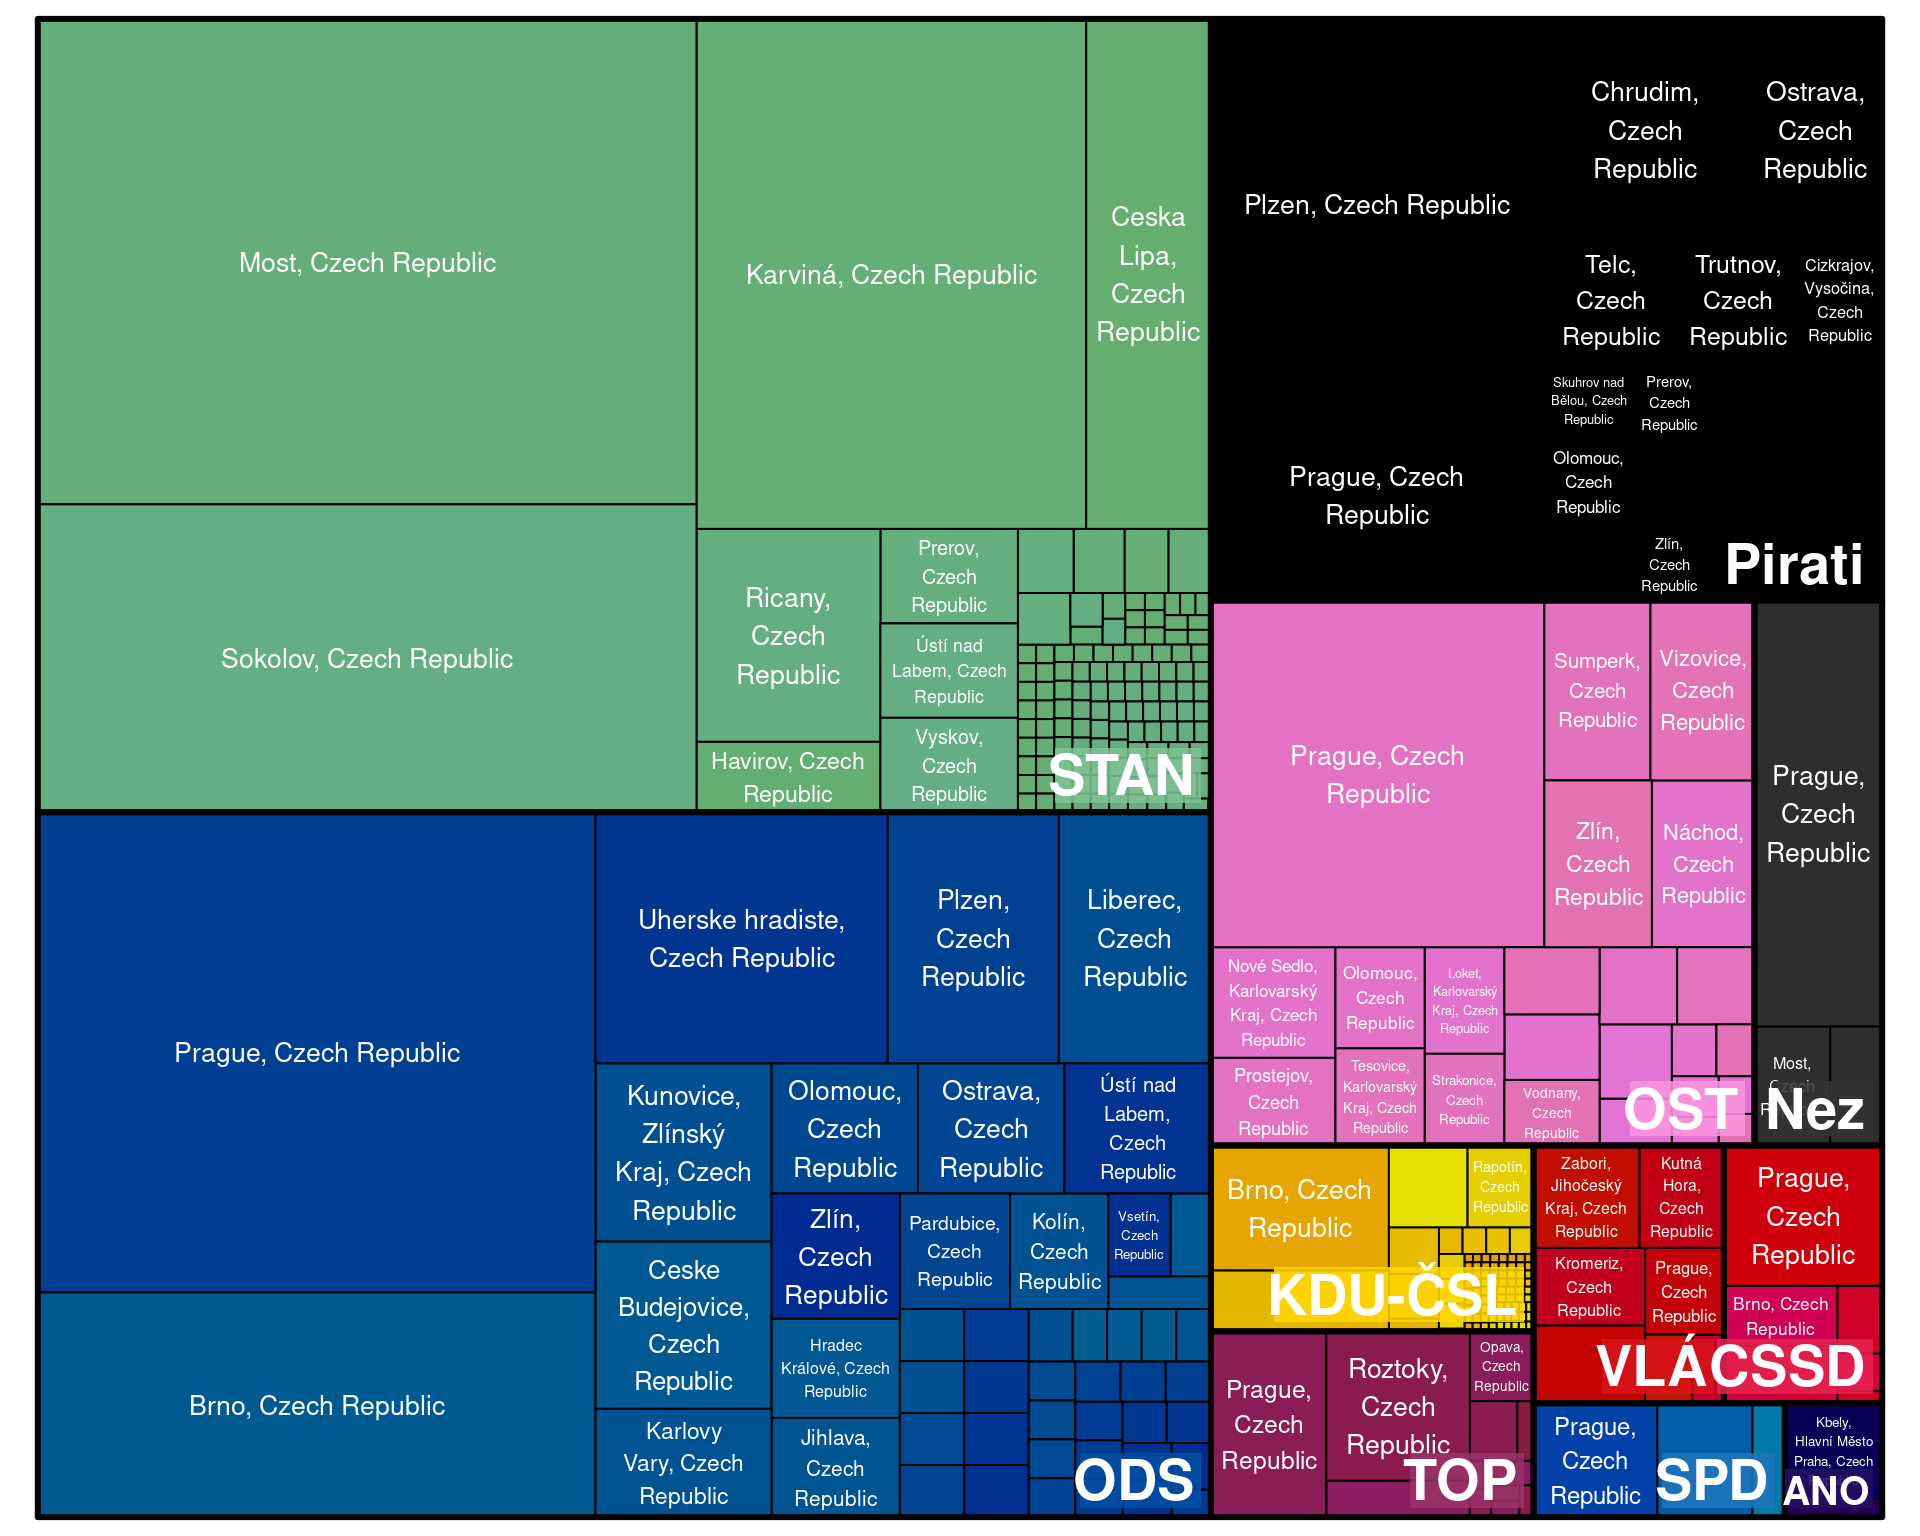 Most, Czech Republic
Karviná, Czech Republic
Ceska
Lipa,
Czech
Republic
Sokolov, Czech Republic
Ricany,
Czech
Republic
Havirov, Czech
Republic
Prerov,
Czech
Republic
Ústí nad
Labem, Czech
Republic
Vyskov,
Czech
Republic
STAN
Prague, Czech Republic
Brno, Czech Republic
Uherske hradiste,
Czech Republic
Plzen,
Czech
Republic
Liberec,
Czech
Republic
Kunovice,
Zlínský
Kraj, Czech
Republic
Ceske
Budejovice,
Czech
Republic
Karlovy
Vary, Czech
Republic
Olomouc,
Czech
Republic
Ostrava,
Czech
Republic
Ústí nad
Labem,
Czech
Republic
Zlín,
Czech
Republic
Hradec
Králové, Czech
Republic
Jihlava,
Czech
Republic
Pardubice,
Czech
Republic
Kolín,
Czech
Republic
Vsetín,
Czech
Republic
ODS
Plzen, Czech Republic
Prague, Czech
Republic
Chrudim,
Czech
Republic
Ostrava,
Czech
Republic
Telc,
Czech
Republic
Trutnov,
Czech
Republic
Cizkrajov,
Vysočina,
Czech
Republic
Skuhrov nad
Bělou, Czech
Republic
Prerov,
Czech
Republic
Olomouc,
Czech
Republic
Zlín,
Czech
Republic
Pirati
Prague, Czech
Republic
Sumperk,
Czech
Republic
Vizovice,
Czech
Republic
Zlín,
Czech
Republic
Náchod,
Czech
Republic
Nové Sedlo,
Karlovarský
Kraj, Czech
Republic
Prostejov,
Czech
Republic
Olomouc,
Czech
Republic
Tesovice,
Karlovarský
Kraj, Czech
Republic
Loket,
Karlovarský
Kraj, Czech
Republic
Strakonice,
Czech
Republic
Vodnany,
Czech
Republic
OST
Prague,
Czech
Republic
Most,
Czech
Nez
Brno, Czech
Republic
Rapotín,
Czech
Republic
KDU-ČSL
Prague,
Czech
Republic
Roztoky,
Czech
Republic
Opava,
Czech
Republic
TOP
Zabori,
Jihočeský
Kraj, Czech
Republic
Kutná
Hora,
Czech
Republic
Kromeriz,
Czech
Republic
Prague,
Czech
Republic
VLÁCSSD
Prague,
Czech
Republic
Brno, Czech
Republic
Prague,
Czech
Republic
SPD
Kbely,
Hlavní Město
Praha, Czech
ANO